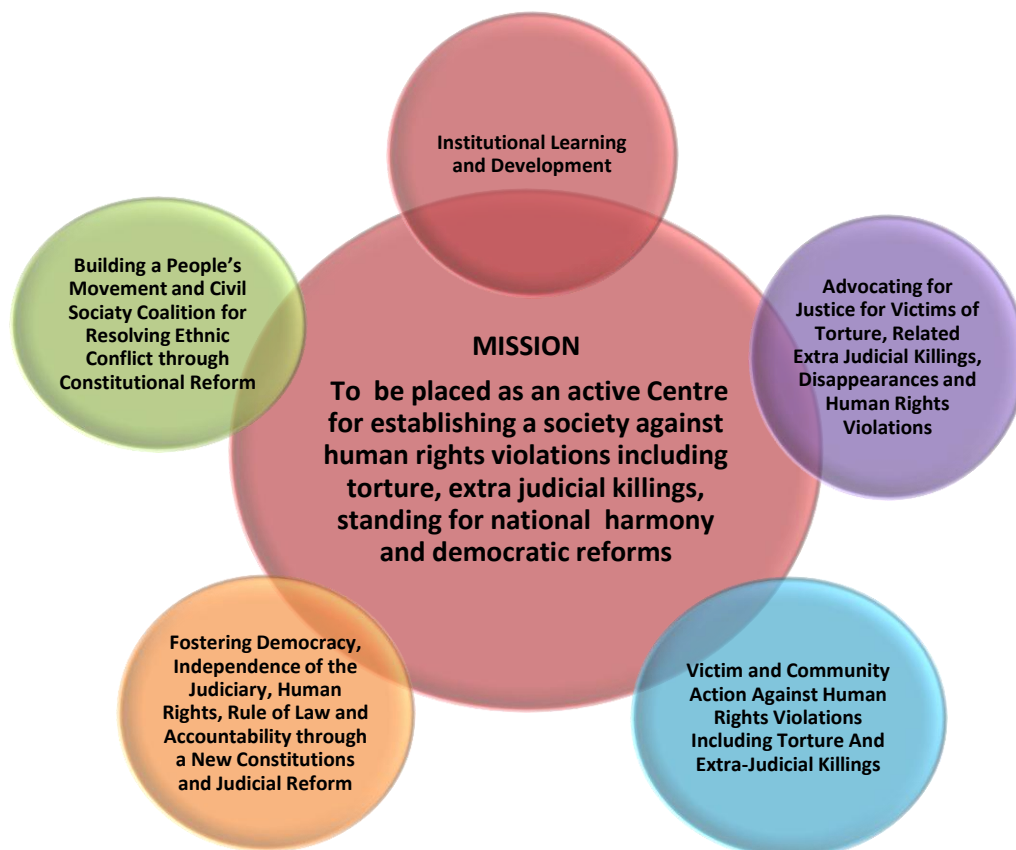 Institutional Learning
and Development
Building a People’s
Movement and Civil
Sociaty Coalition for
Resolving Ethnic
Conflict through
Constitutional Reform
Advocating for
Justice for Victims of
Torture, Related
Extra Judicial Killings,
Disappearances and
Human Rights
Violations
MISSION
To be placed as an active Centre
for establishing a society against
human rights violations including
torture, extra judicial killings,
standing for national harmony
and democratic reforms
Fostering Democracy,
Independence of the
Judiciary, Human
Rights, Rule of Law and
Accountability through
a New Constitutions
and Judicial Reform
Victim and Community
Action Against Human
Rights Violations
Including Torture And
Extra-Judicial Killings